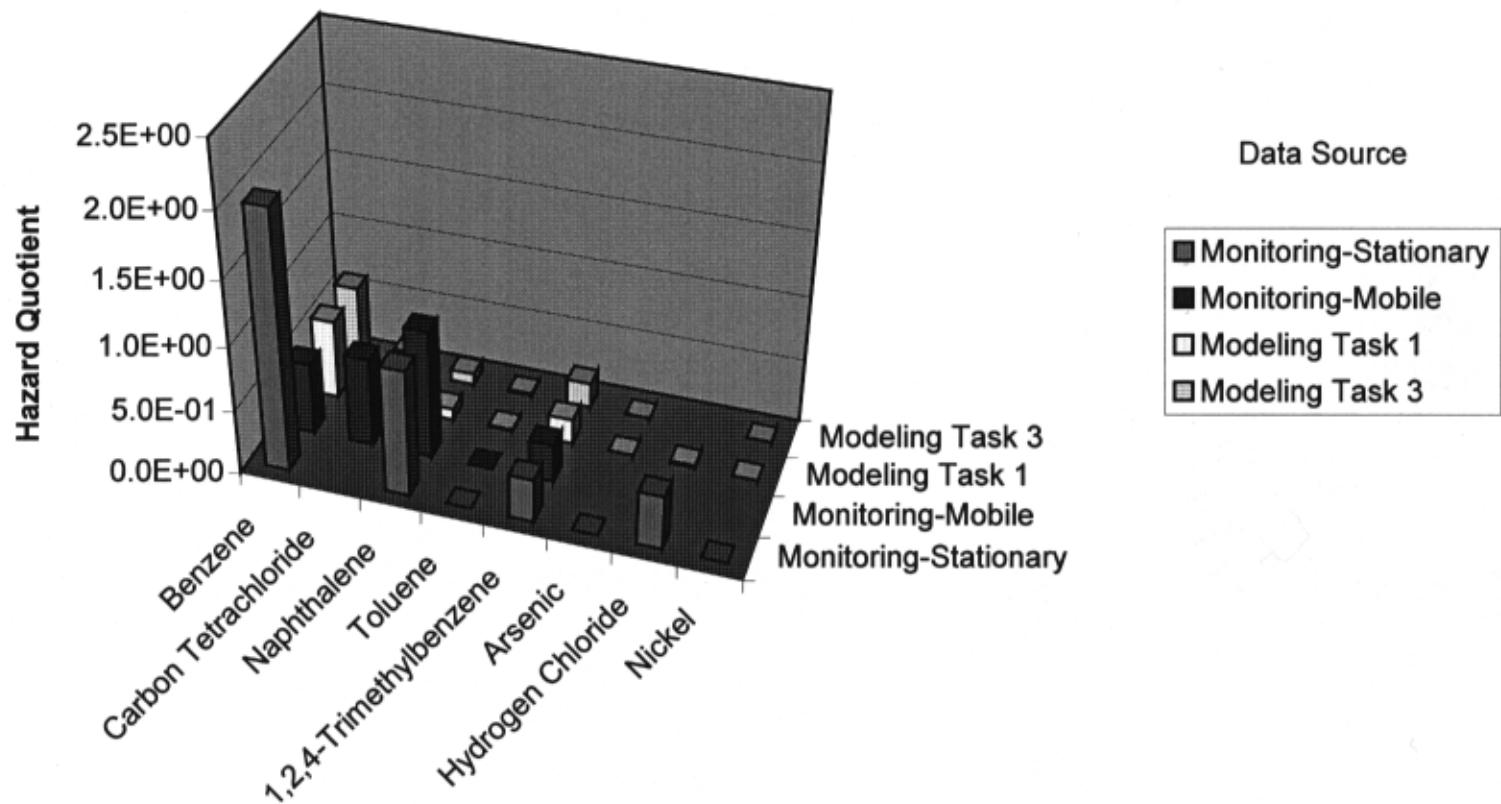 2.5E+00
2.0E+00
1.5E+00
1.0E+00
5.0E-01
0.0E+00
Hazard Quotient
Benzene
Carbon Tetrachloride
Naphthalene
Toluene
1,2,4-Trimethylbenzene
Arsenic
Hydrogen Chloride
Nickel
Modeling Task 3
Modeling Task 1
Monitoring-Mobile
Monitoring-Stationary
Data Source
Monitoring-Stationary
Monitoring-Mobile
Modeling Task 1
Modeling Task 3